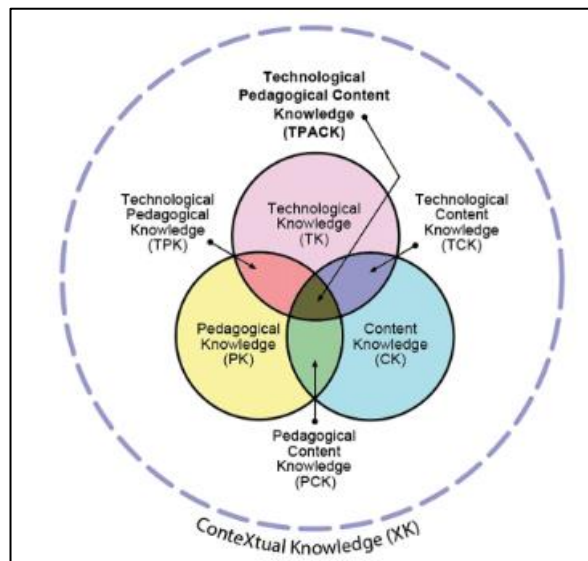 Technological
Pedagogical Content
Knowledge
(TPACK)
Technological
Pedagogical
Knowledge
(TPK)
Technological
Knowledge
(TK)
Technological
Content
Knowledge
(TCK)
Pedagogical
Knowledge
(PK)
Content
Knowledge
(CK)
Pedagogical
Content
Knowledge
(PCK)
ConteXtual Knowledge (XK)